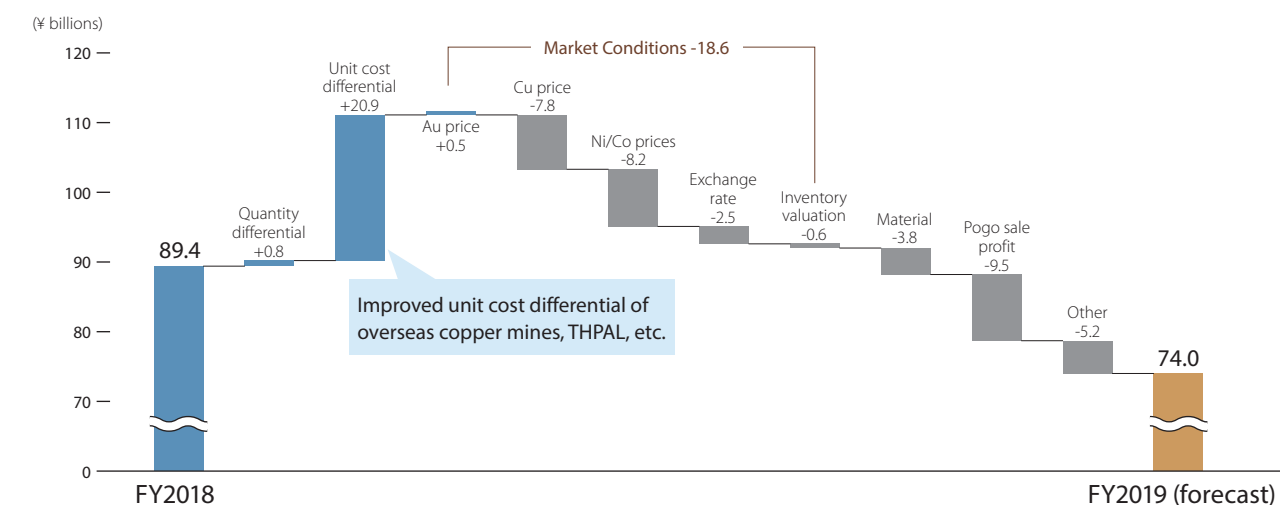 (¥ billions)
120
110
100
90
80
70
0
Market Conditions -18.6
89.4
Quantity
differential
+0.8
Unit cost
differential
+20.9
Au price
+0.5
Cu price
-7.8
Ni/Co prices
-8.2
Exchange
rate
-2.5
Inventory
valuation
-0.6
Material
-3.8
Pogo sale
profit
-9.5
Other
-5.2
74.0
Improved unit cost differential of
overseas copper mines, THPAL, etc.
FY2018
FY2019 (forecast)